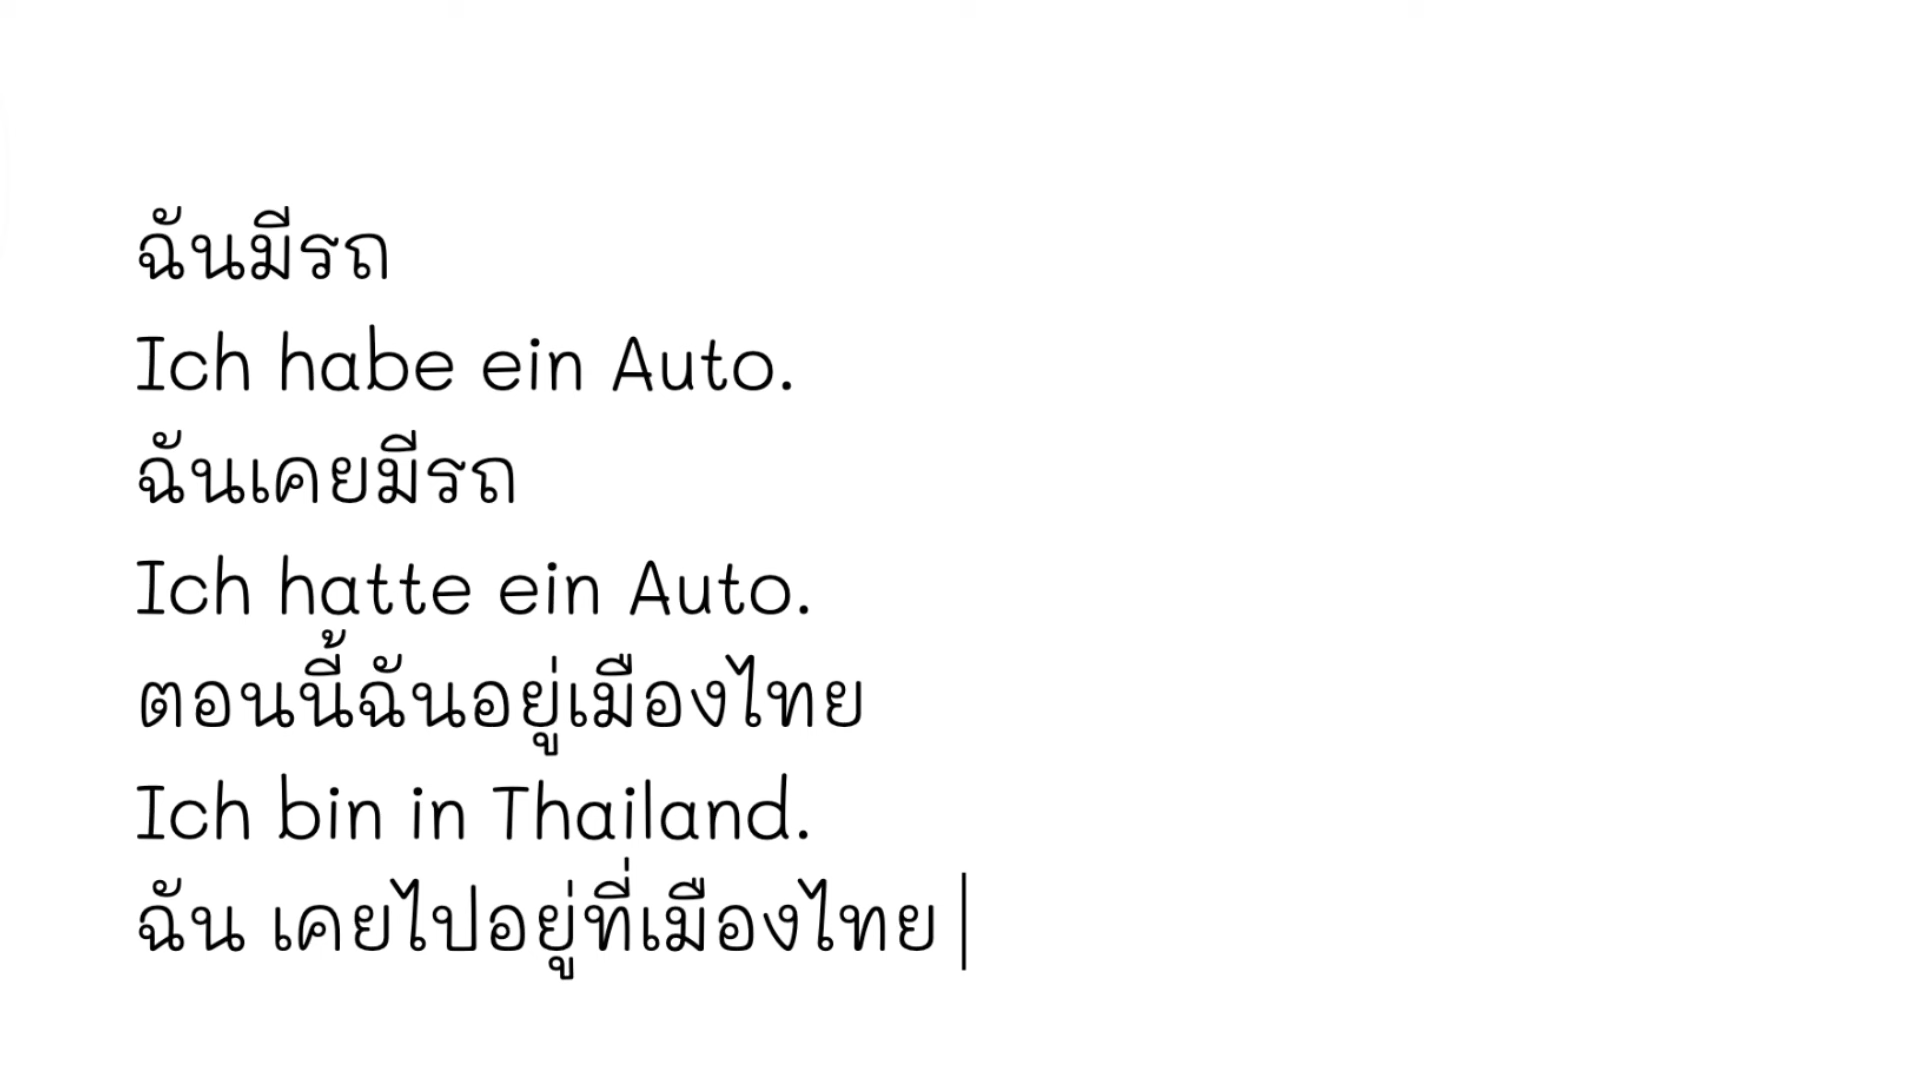 ฉันมีรถ
Ich habe ein Auto.
ฉันเคยมีรถ
Ich hatte ein Auto.
ตอนนี้ฉันอยู่เมืองไทย
Ich bin in Thailand.
ฉัน เคยไปอยู่ที่เมืองไทย